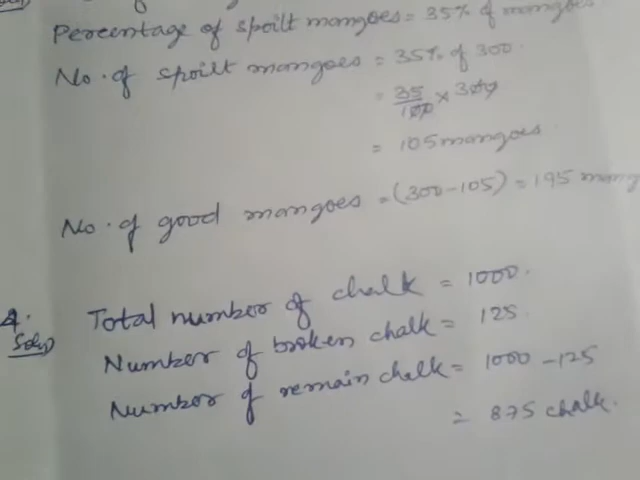 Percentage of spoilt mangoes = 35% of mangoes
No. of spoilt mangoes = 35% of 300.
= 35/100 × 300
= 105 mangoes
No. of good mangoes = (300-105) = 195 mang
4. Total number of chalk = 1000.
Soln) Number of broken chalk = 125
Number of remain chalk = 1000 - 125
= 875 chalk.